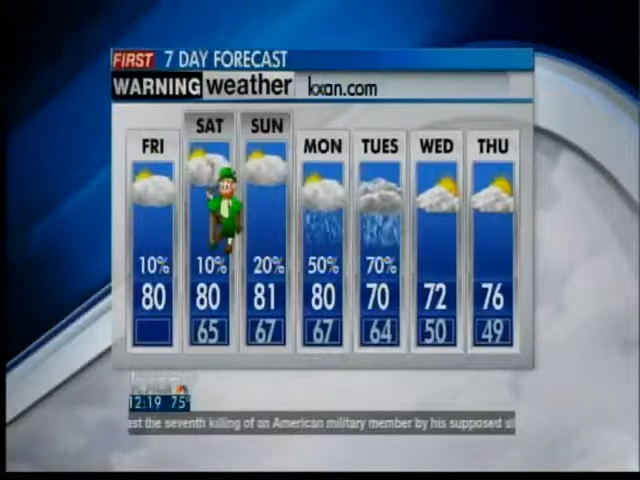 FIRST 7 DAY FORECAST
WARNING weather kxan.com
FRI SAT SUN MON TUES WED THU
10% 10% 20% 50% 70%
80 80 81 80 70 72 76
65 67 67 64 50 49
12:19 75°
ast the seventh killing of an American military member by his supposed